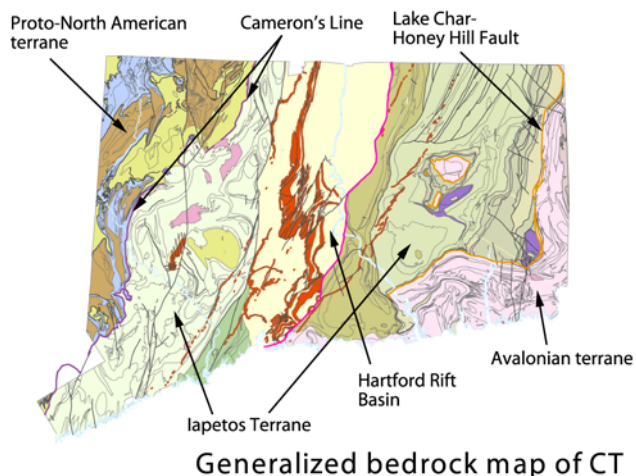 Proto-North American
terrane
Cameron's Line
Lake Char-
Honey Hill Fault
Avalonian terrane
Hartford Rift
Basin
Iapetos Terrane
Generalized bedrock map of CT